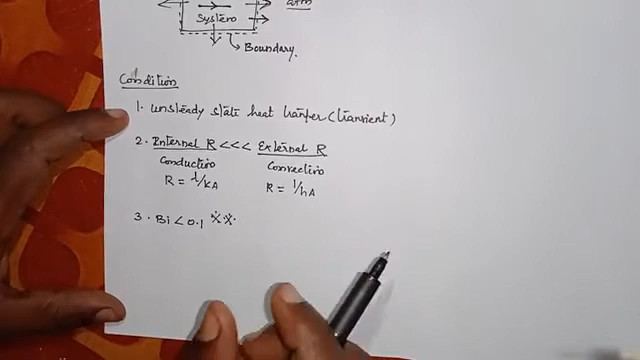 atm
System
Boundary.
Condition
1. unsteady state heat tranfer (transient)
2. Internal R <<< External R
Conduction Convection
R = L/KA R = 1/hA
3. Bi < 0.1 ※※